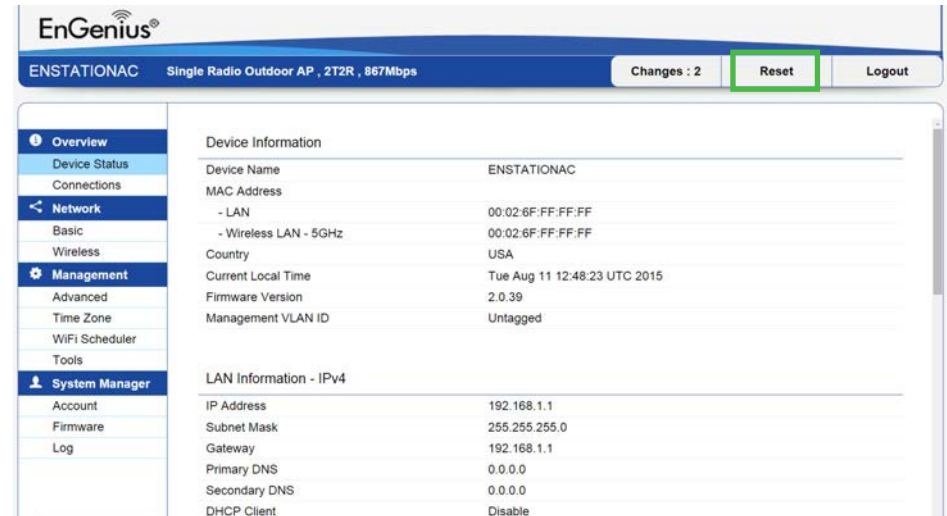 EnGenius®
ENSTATIONAC Single Radio Outdoor AP , 2T2R , 867Mbps Changes : 2 Reset Logout
Overview
Device Status
Connections
Network
Basic
Wireless
Management
Advanced
Time Zone
WiFi Scheduler
Tools
System Manager
Account
Firmware
Log
Device Information
Device Name ENSTATIONAC
MAC Address
- LAN 00:02:6F:FF:FF:FF
- Wireless LAN - 5GHz 00:02:6F:FF:FF:FF
Country USA
Current Local Time Tue Aug 11 12:48:23 UTC 2015
Firmware Version 2.0.39
Management VLAN ID Untagged
LAN Information - IPv4
IP Address 192.168.1.1
Subnet Mask 255.255.255.0
Gateway 192.168.1.1
Primary DNS 0.0.0.0
Secondary DNS 0.0.0.0
DHCP Client Disable